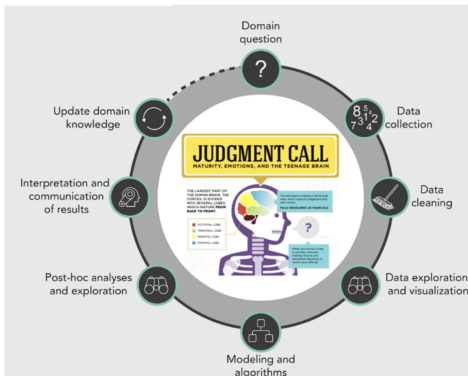 Domain
question
?
Data
collection
Data
cleaning
Data exploration
and visualization
Modeling and
algorithms
Post-hoc analyses
and exploration
Interpretation and
communication
of results
Update domain
knowledge
JUDGMENT CALL
MATURITY, EMOTIONS, AND THE TEENAGE BRAIN
THE LARGEST PART OF
THE HUMAN BRAIN, THE
CORTEX, IS DIVIDED
INTO SEVERAL LOBES
WHICH MATURE FROM
BACK TO FRONT.
OCCIPITAL LOBE
TEMPORAL LOBE
PARIETAL LOBE
FRONTAL LOBE
?